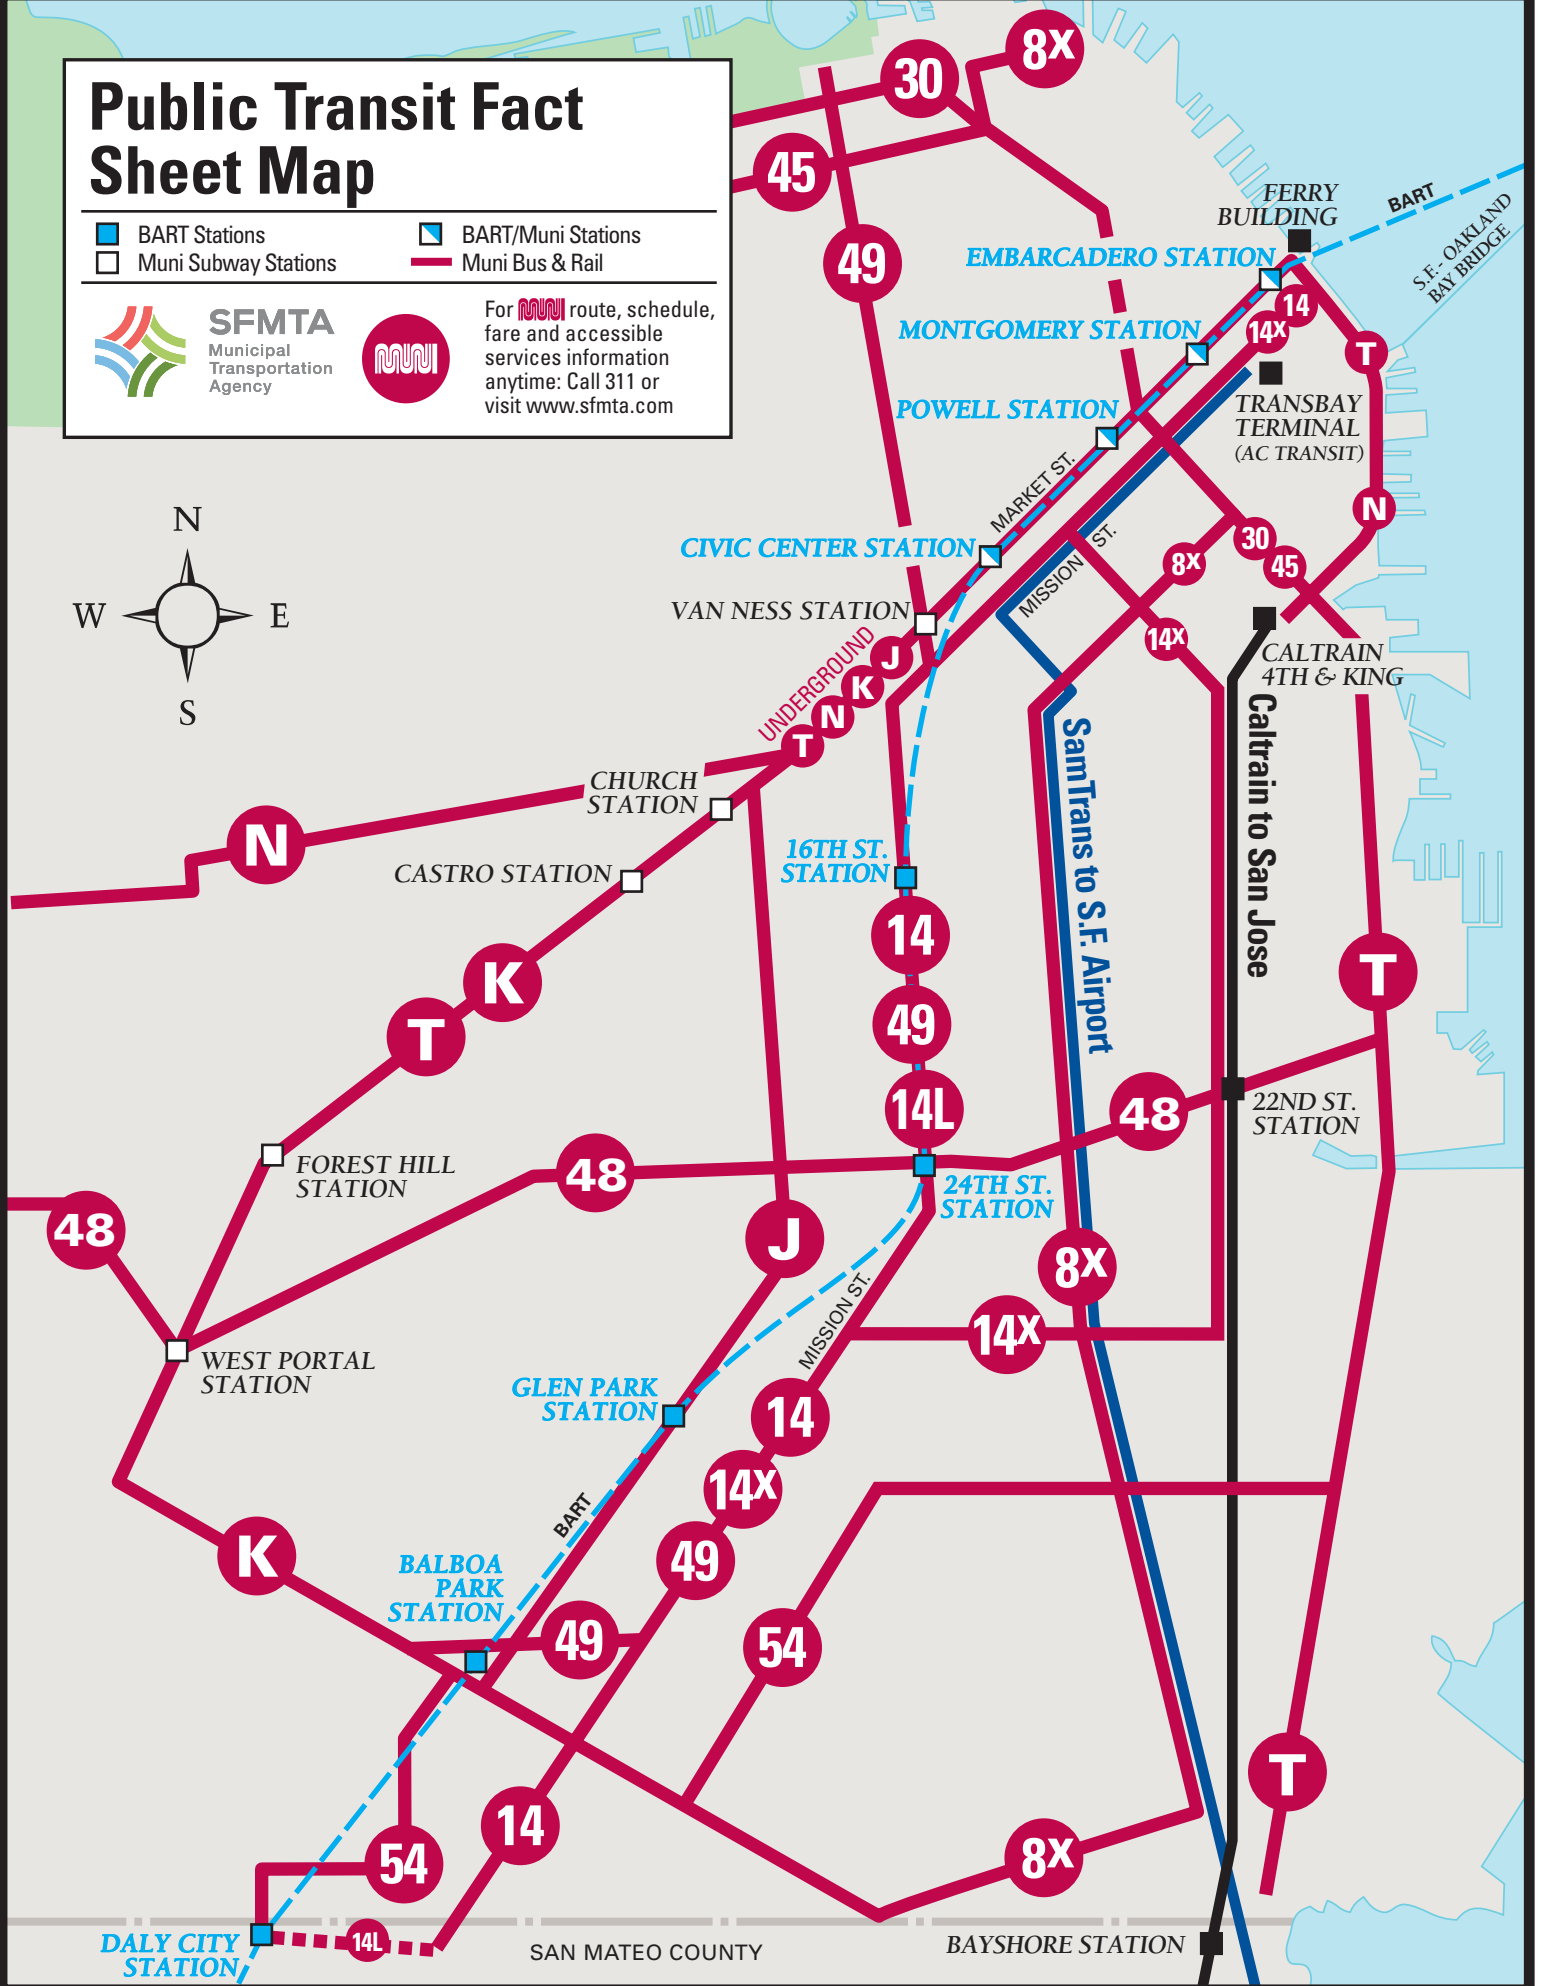 Public Transit Fact
Sheet Map
BART Stations
BART/Muni Stations
Muni Subway Stations
Muni Bus & Rail
SFMTA
Municipal
Transportation
Agency
MUNI
For MUNI route, schedule,
fare and accessible
services information
anytime: Call 311 or
visit www.sfmta.com
8X
30
45
49
FERRY
BUILDING
BART
S.F.- OAKLAND
BAY BRIDGE
EMBARCADERO STATION
14
14X
MONTGOMERY STATION
T
POWELL STATION
TRANSBAY
TERMINAL
(AC TRANSIT)
MARKET ST.
N
MISSION ST.
30
45
8X
14X
CIVIC CENTER STATION
VAN NESS STATION
CALTRAIN
4TH & KING
N
W
E
S
UNDERGROUND
J
K
N
T
CHURCH
STATION
N
CASTRO STATION
16TH ST.
STATION
SamTrans to S.F. Airport
Caltrain to San Jose
14
49
14L
T
K
T
48
22ND ST.
STATION
FOREST HILL
STATION
48
24TH ST.
STATION
48
J
8X
MISSION ST.
14X
WEST PORTAL
STATION
GLEN PARK
STATION
14
14X
BART
49
K
BALBOA
PARK
STATION
49
54
T
14
54
8X
14L
DALY CITY
STATION
SAN MATEO COUNTY
BAYSHORE STATION